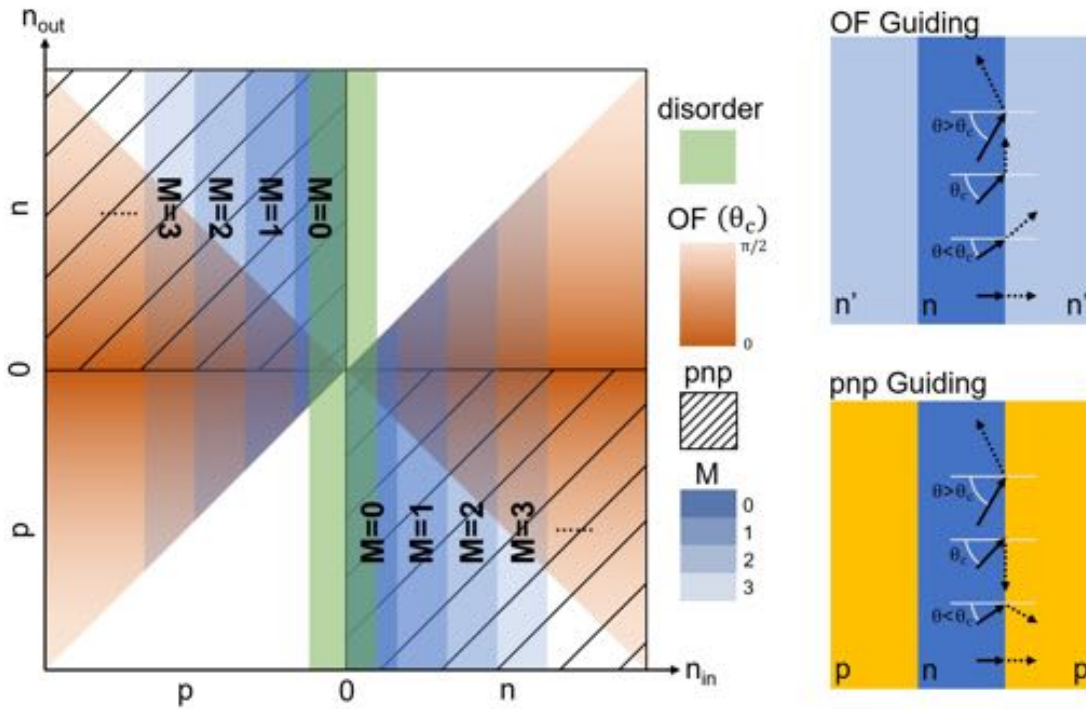 n_out
n
0
p
M=3
M=2
M=1
M=0
M=0
M=1
M=2
M=3
p
0
n
n_in
disorder
OF (θ_c)
π/2
0
pnp
M
0
1
2
3
OF Guiding
θ>θ_c
θ_c
θ<θ_c
n'
n
n'
pnp Guiding
θ>θ_c
θ_c
θ<θ_c
p
n
p